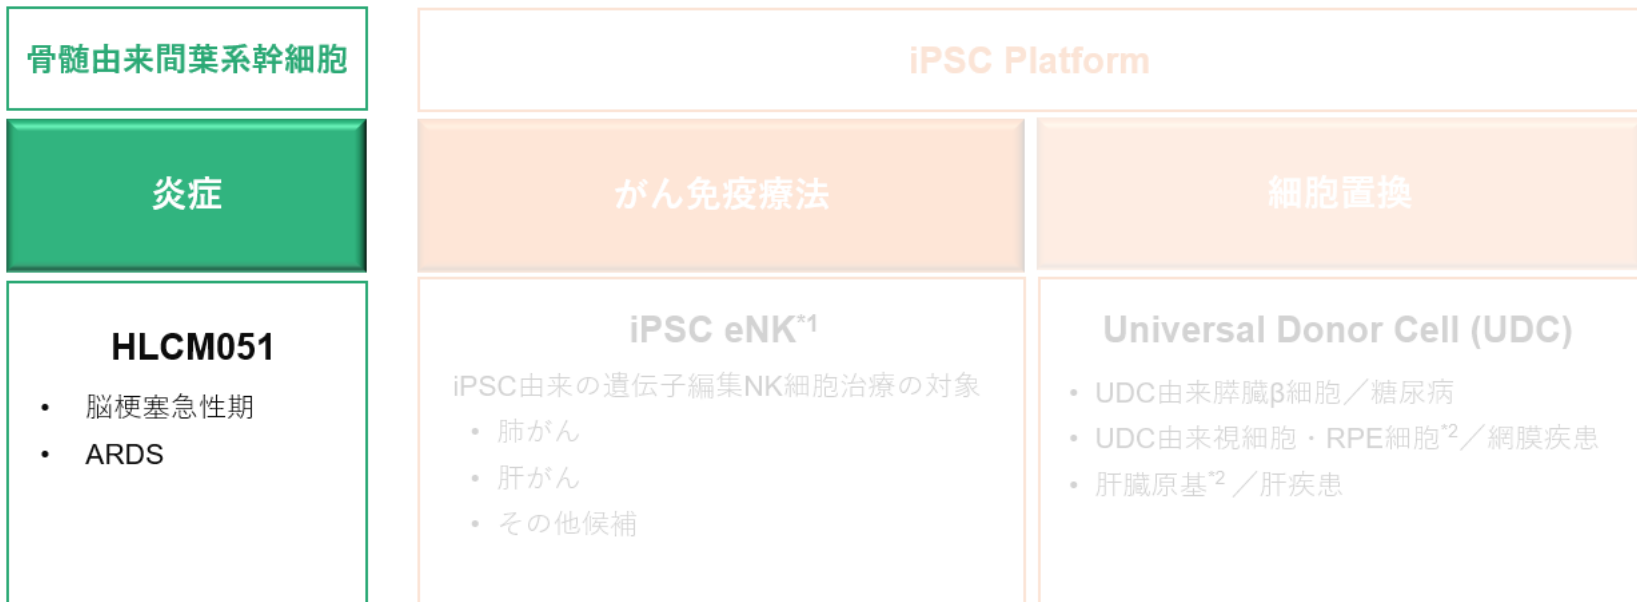 骨髄由来間葉系幹細胞
炎症
HLCM051
• 脳梗塞急性期
• ARDS
iPSC Platform
がん免疫療法
iPSC eNK*1
iPSC由来の遺伝子編集NK細胞治療の対象
• 肺がん
• 肝がん
• その他候補
細胞置換
Universal Donor Cell (UDC)
• UDC由来膵臓β細胞／糖尿病
• UDC由来視細胞・RPE細胞*2／網膜疾患
• 肝臓原基*2／肝疾患